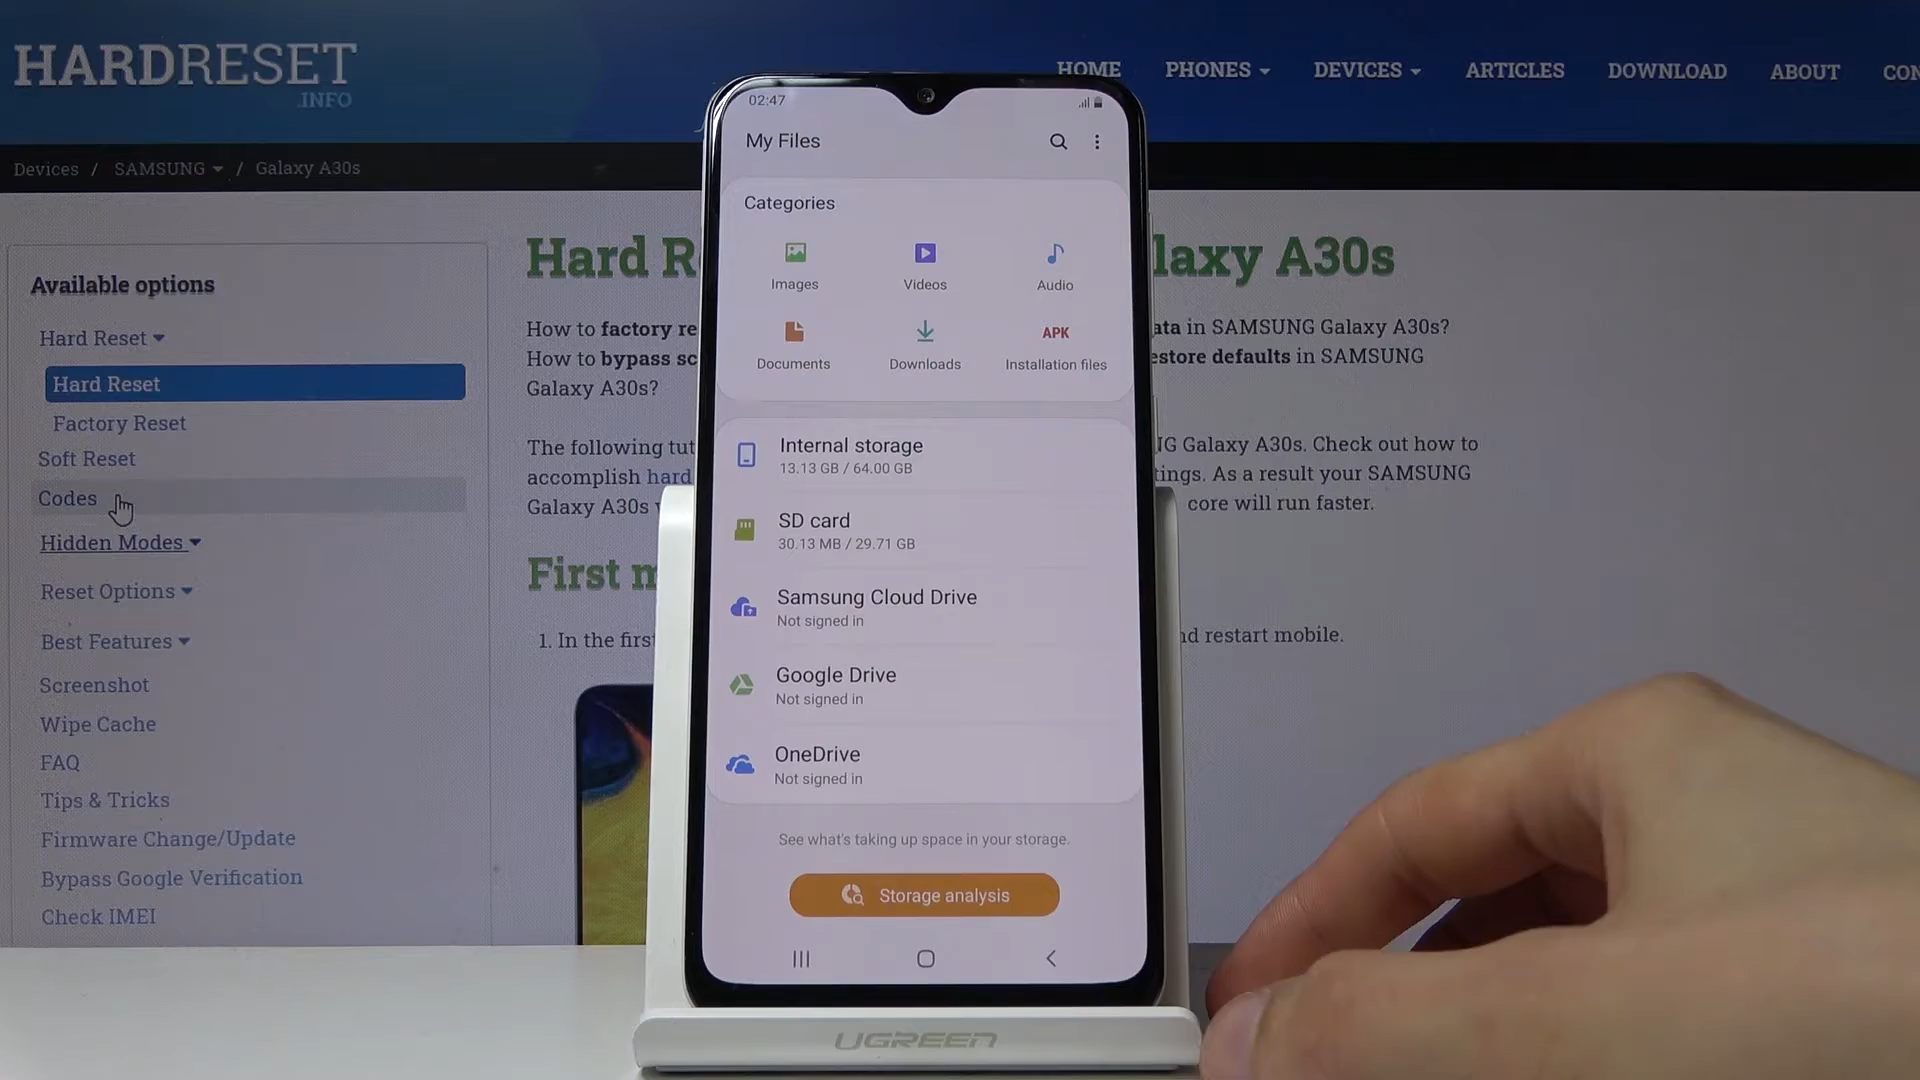 HARDRESET
.INFO
HOME PHONES DEVICES ARTICLES DOWNLOAD ABOUT
Devices / SAMSUNG / Galaxy A30s
Available options
Hard Reset
Hard Reset
Factory Reset
Soft Reset
Codes
Hidden Modes
Reset Options
Best Features
Screenshot
Wipe Cache
FAQ
Tips & Tricks
Firmware Change/Update
Bypass Google Verification
Check IMEI
Hard R
laxy A30s
How to factory re
ata in SAMSUNG Galaxy A30s?
How to bypass sc
estore defaults in SAMSUNG
Galaxy A30s?
The following tut
G Galaxy A30s. Check out how to
accomplish hard
tings. As a result your SAMSUNG
Galaxy A30s
core will run faster.
First m
1. In the first
nd restart mobile.
02:47
My Files
Categories
Images
Videos
Audio
Documents
Downloads
APK
Installation files
Internal storage
13.13 GB / 64.00 GB
SD card
30.13 MB / 29.71 GB
Samsung Cloud Drive
Not signed in
Google Drive
Not signed in
OneDrive
Not signed in
See what's taking up space in your storage.
Storage analysis
UGREEN